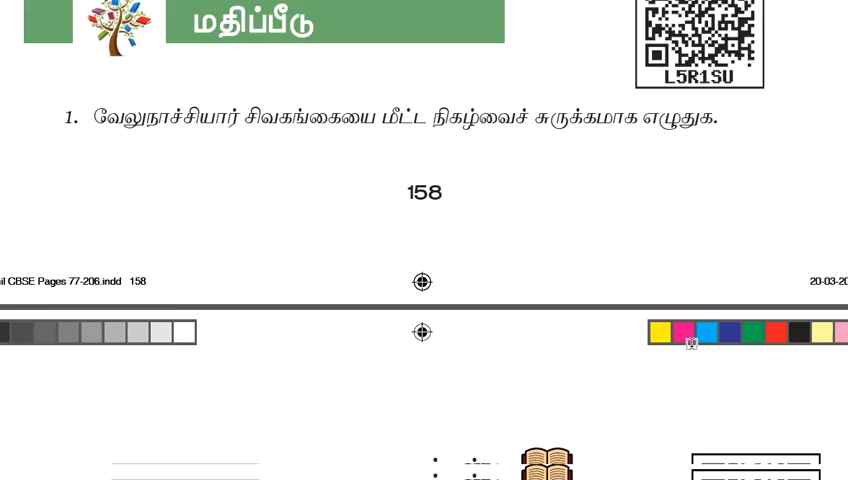 மதிப்பீடு
L5R1SU
1. வேலுநாச்சியார் சிவகங்கையை மீட்ட நிகழ்வைச் சுருக்கமாக எழுதுக.
158
il CBSE Pages 77-206.indd 158
20-03-20